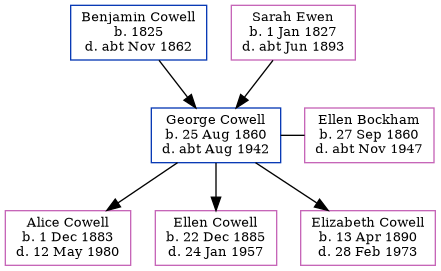 Benjamin Cowell
b. 1825
d. abt Nov 1862
Sarah Ewen
b. 1 Jan 1827
d. abt Jun 1893
George Cowell
b. 25 Aug 1860
d. abt Aug 1942
Ellen Bockham
b. 27 Sep 1860
d. abt Nov 1947
Alice Cowell
b. 1 Dec 1883
d. 12 May 1980
Ellen Cowell
b. 22 Dec 1885
d. 24 Jan 1957
Elizabeth Cowell
b. 13 Apr 1890
d. 28 Feb 1973